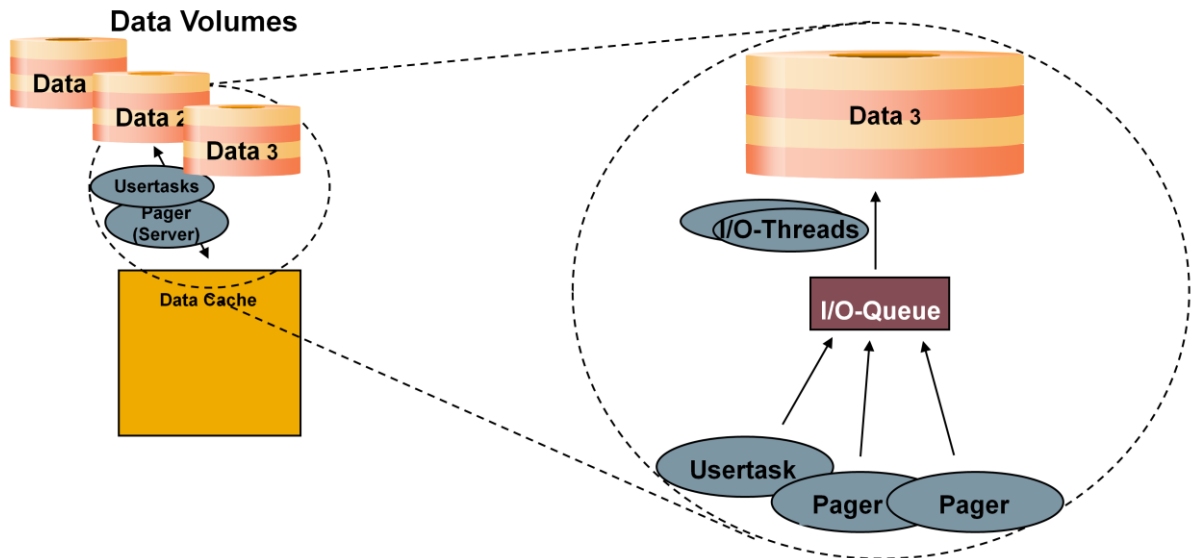 Data Volumes
Data
Data 2
Data 3
Usertasks
Pager
(Server)
Data Cache
Data 3
I/O-Threads
I/O-Queue
Usertask
Pager
Pager